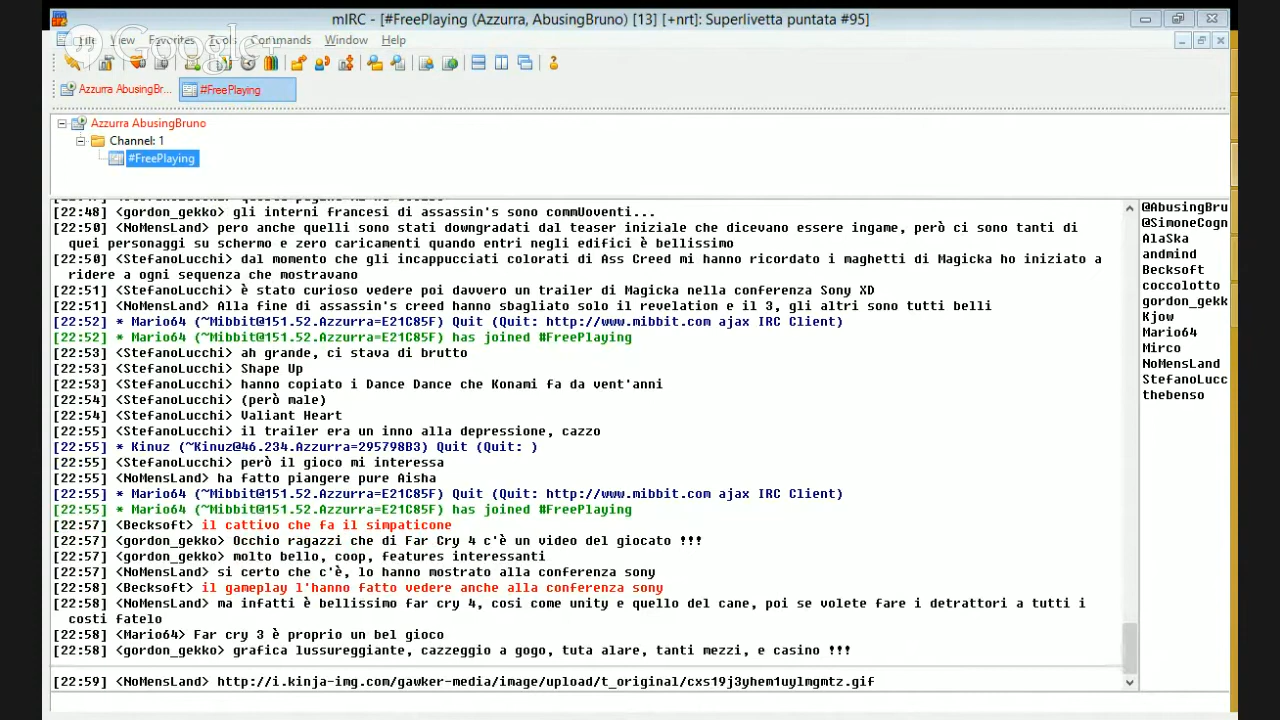 mIRC - [#FreePlaying (Azzurra, AbusingBruno) [13] [+nrt]: Superlivetta puntata #95]
File View Favorites Tools Commands Window Help
Google+
Azzurra AbusingBr... #FreePlaying
Azzurra AbusingBruno
Channel: 1
#FreePlaying
[22:48] <gordon_gekko> gli interni francesi di assassin's sono commUoventi...
[22:50] <NoMensLand> pero anche quelli sono stati downgradati dal teaser iniziale che dicevano essere ingame, però ci sono tanti di
quei personaggi su schermo e zero caricamenti quando entri negli edifici è bellissimo
[22:50] <StefanoLucchi> dal momento che gli incappucciati colorati di Ass Creed mi hanno ricordato i maghetti di Magicka ho iniziato a
ridere a ogni sequenza che mostravano
[22:51] <StefanoLucchi> è stato curioso vedere poi davvero un trailer di Magicka nella conferenza Sony XD
[22:51] <NoMensLand> Alla fine di assassin's creed hanno sbagliato solo il revelation e il 3, gli altri sono tutti belli
[22:52] * Mario64 (~Mibbit@151.52.Azzurra=E21C85F) Quit (Quit: http://www.mibbit.com ajax IRC Client)
[22:52] * Mario64 (~Mibbit@151.52.Azzurra=E21C85F) has joined #FreePlaying
[22:53] <StefanoLucchi> ah grande, ci stava di brutto
[22:53] <StefanoLucchi> Shape Up
[22:53] <StefanoLucchi> hanno copiato i Dance Dance che Konami fa da vent'anni
[22:54] <StefanoLucchi> (però male)
[22:54] <StefanoLucchi> Valiant Heart
[22:55] <StefanoLucchi> il trailer era un inno alla depressione, cazzo
[22:55] * Kinuz (~Kinuz@46.234.Azzurra=295798B3) Quit (Quit: )
[22:55] <StefanoLucchi> però il gioco mi interessa
[22:55] <NoMensLand> ha fatto piangere pure Aisha
[22:55] * Mario64 (~Mibbit@151.52.Azzurra=E21C85F) Quit (Quit: http://www.mibbit.com ajax IRC Client)
[22:55] * Mario64 (~Mibbit@151.52.Azzurra=E21C85F) has joined #FreePlaying
[22:57] <Becksoft> il cattivo che fa il simpaticone
[22:57] <gordon_gekko> Occhio ragazzi che di Far Cry 4 c'è un video del giocato !!!
[22:57] <gordon_gekko> molto bello, coop, features interessanti
[22:57] <NoMensLand> si certo che c'è, lo hanno mostrato alla conferenza sony
[22:58] <Becksoft> il gameplay l'hanno fatto vedere anche alla conferenza sony
[22:58] <NoMensLand> ma infatti è bellissimo far cry 4, cosi come unity e quello del cane, poi se volete fare i detrattori a tutti i
costi fatelo
[22:58] <Mario64> Far cry 3 è proprio un bel gioco
[22:58] <gordon_gekko> grafica lussureggiante, cazzeggio a gogo, tuta alare, tanti mezzi, e casino !!!
[22:59] <NoMensLand> http://i.kinja-img.com/gawker-media/image/upload/t_original/cxs19j3yhem1uylmgmtz.gif
@AbusingBru
@SimoneCogn
AlaSka
andmind
Becksoft
coccolotto
gordon_gekk
Kjow
Mario64
Mirco
NoMensLand
StefanoLucc
thebenso